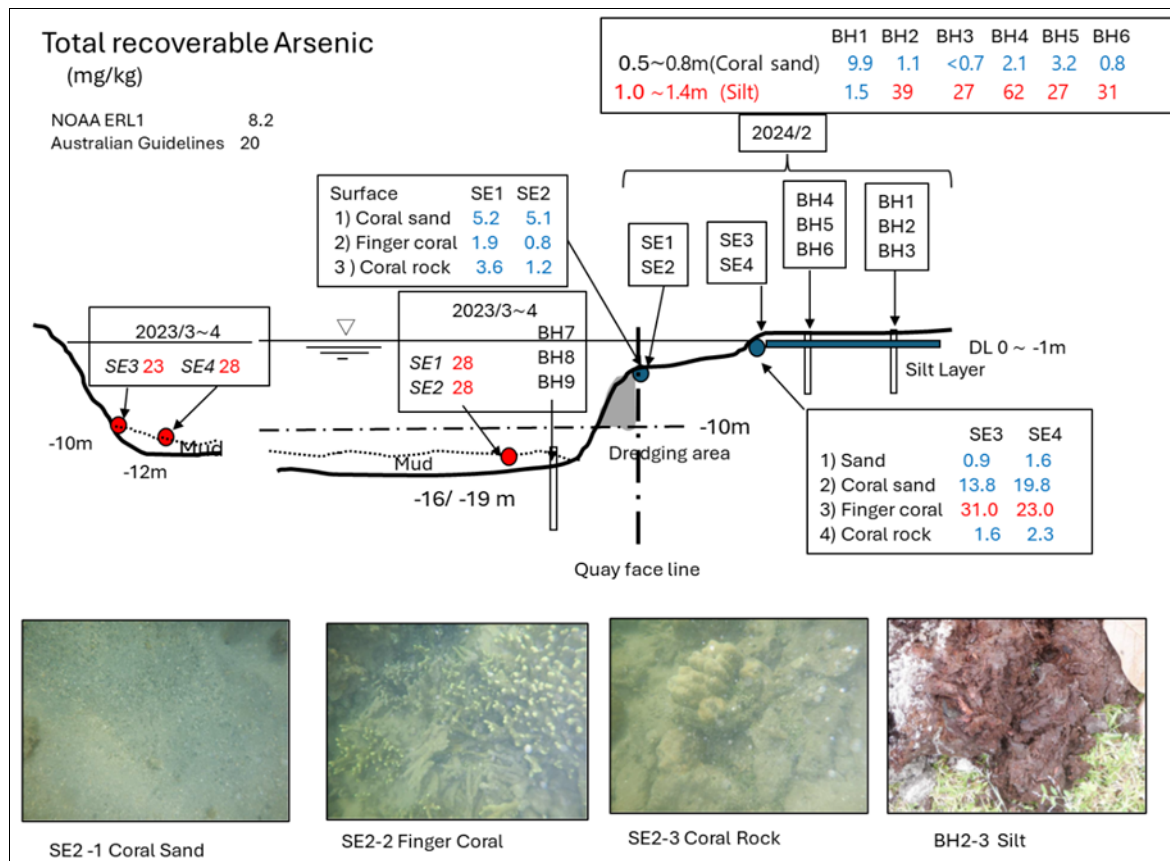 Total recoverable Arsenic
(mg/kg)
NOAA ERL1 8.2
Australian Guidelines 20
BH1 BH2 BH3 BH4 BH5 BH6
0.5~0.8m(Coral sand) 9.9 1.1 <0.7 2.1 3.2 0.8
1.0 ~1.4m (Silt) 1.5 39 27 62 27 31
2024/2
Surface SE1 SE2
1) Coral sand 5.2 5.1
2) Finger coral 1.9 0.8
3 ) Coral rock 3.6 1.2
SE1
SE2
SE3
SE4
BH4
BH5
BH6
BH1
BH2
BH3
2023/3~4
SE3 23 SE4 28
2023/3~4
BH7
BH8
BH9
SE1 28
SE2 28
DL 0 ~ -1m
Silt Layer
-10m
Mud
-12m
-10m
Dredging area
Mud
-16/ -19 m
Quay face line
SE3 SE4
1) Sand 0.9 1.6
2) Coral sand 13.8 19.8
3) Finger coral 31.0 23.0
4) Coral rock 1.6 2.3
SE2 -1 Coral Sand
SE2-2 Finger Coral
SE2-3 Coral Rock
BH2-3 Silt